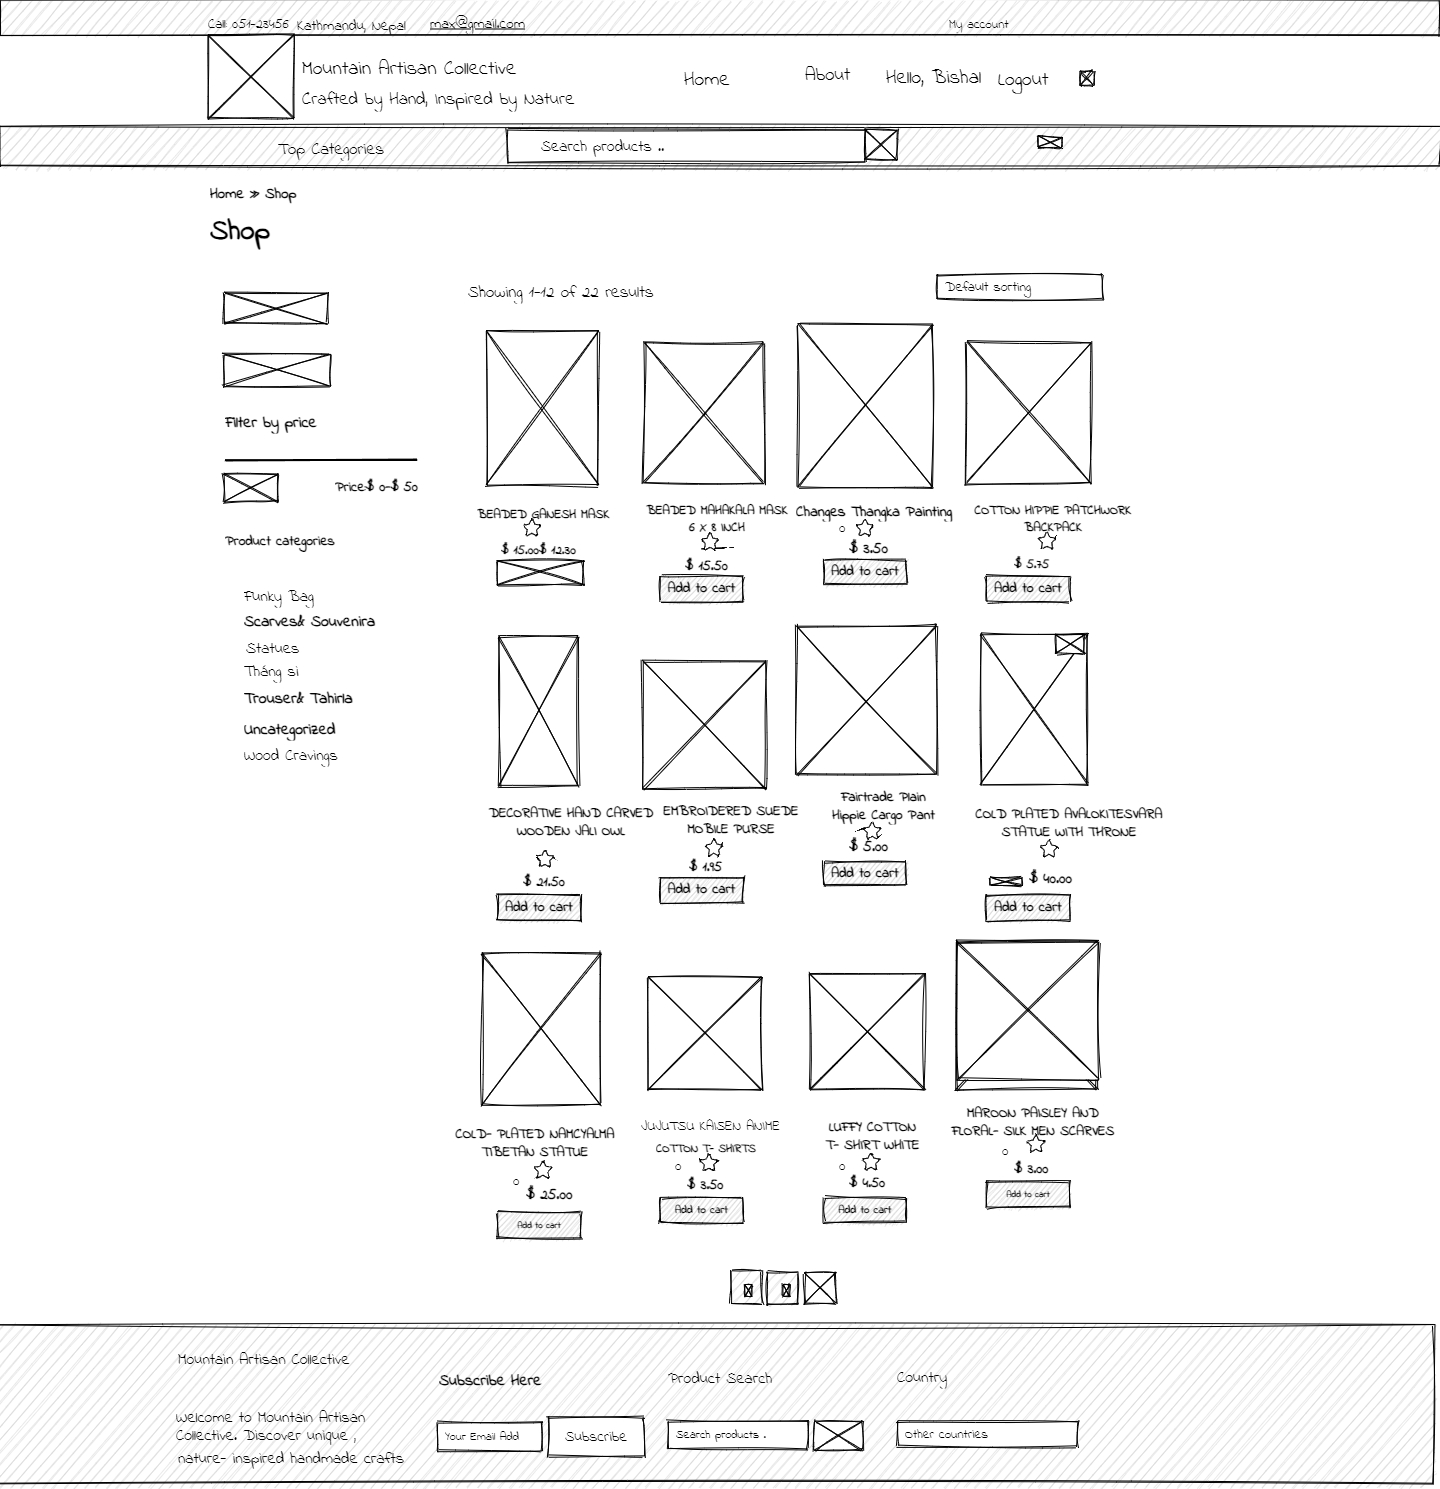 Call: 051-23456 Kathmandu, Nepal max@gmail.com My account
Mountain Artisan Collective
Crafted by Hand, Inspired by Nature
Home About Hello, Bishal Logout
Top Categories Search products ..
Home » Shop
Shop
Showing 1-12 of 22 results
Default sorting
Filter by price
Price$ 0-$ 50
Product categories
Funky Bag
Scarves& Souvenira
Statues
Tháng si
Trouser& Tahirla
Uncategorized
Wood Cravings
BEADED GANESH MASK
$ 15.00$ 12.30
BEADED MAHAKALA MASK
6 X 8 INCH
$ 15.50
Add to cart
Changes Thangka Painting
$ 3.50
Add to cart
COTTON HIPPIE PATCHWORK
BACKPACK
$ 5.75
Add to cart
DECORATIVE HAND CARVED
WOODEN JALI OWL
$ 21.50
Add to cart
EMBROIDERED SUEDE
MOBILE PURSE
$ 1.95
Add to cart
Fairtrade Plain
Hippie Cargo Pant
$ 5.00
Add to cart
COLD PLATED AVALOKITESVARA
STATUE WITH THRONE
$ 40.00
Add to cart
COLD- PLATED NAMCYALMA
TIBETAN STATUE
$ 25.00
Add to cart
JUJUTSU KAISEN ANIME
COTTON T- SHIRTS
$ 3.50
Add to cart
LUFFY COTTON
T- SHIRT WHITE
$ 4.50
Add to cart
MAROON PAISLEY AND
FLORAL- SILK MEN SCARVES
$ 3.00
Add to cart
Mountain Artisan Collective
Welcome to Mountain Artisan
Collective. Discover unique ,
nature- inspired handmade crafts
Subscribe Here
Your Email Add Subscribe
Product Search
Search products .
Country
Other countries